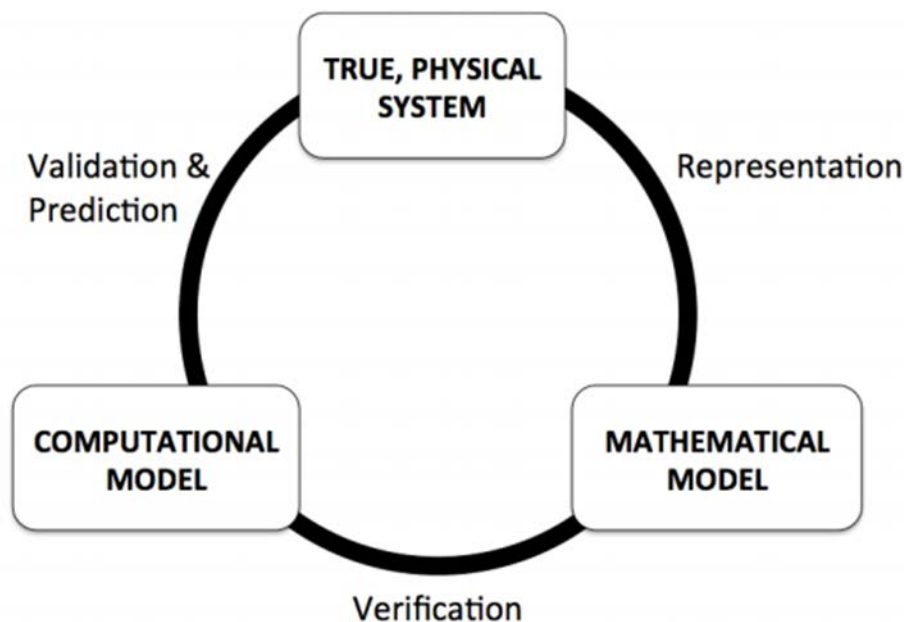 TRUE, PHYSICAL
SYSTEM
Validation &
Prediction
Representation
COMPUTATIONAL
MODEL
MATHEMATICAL
MODEL
Verification